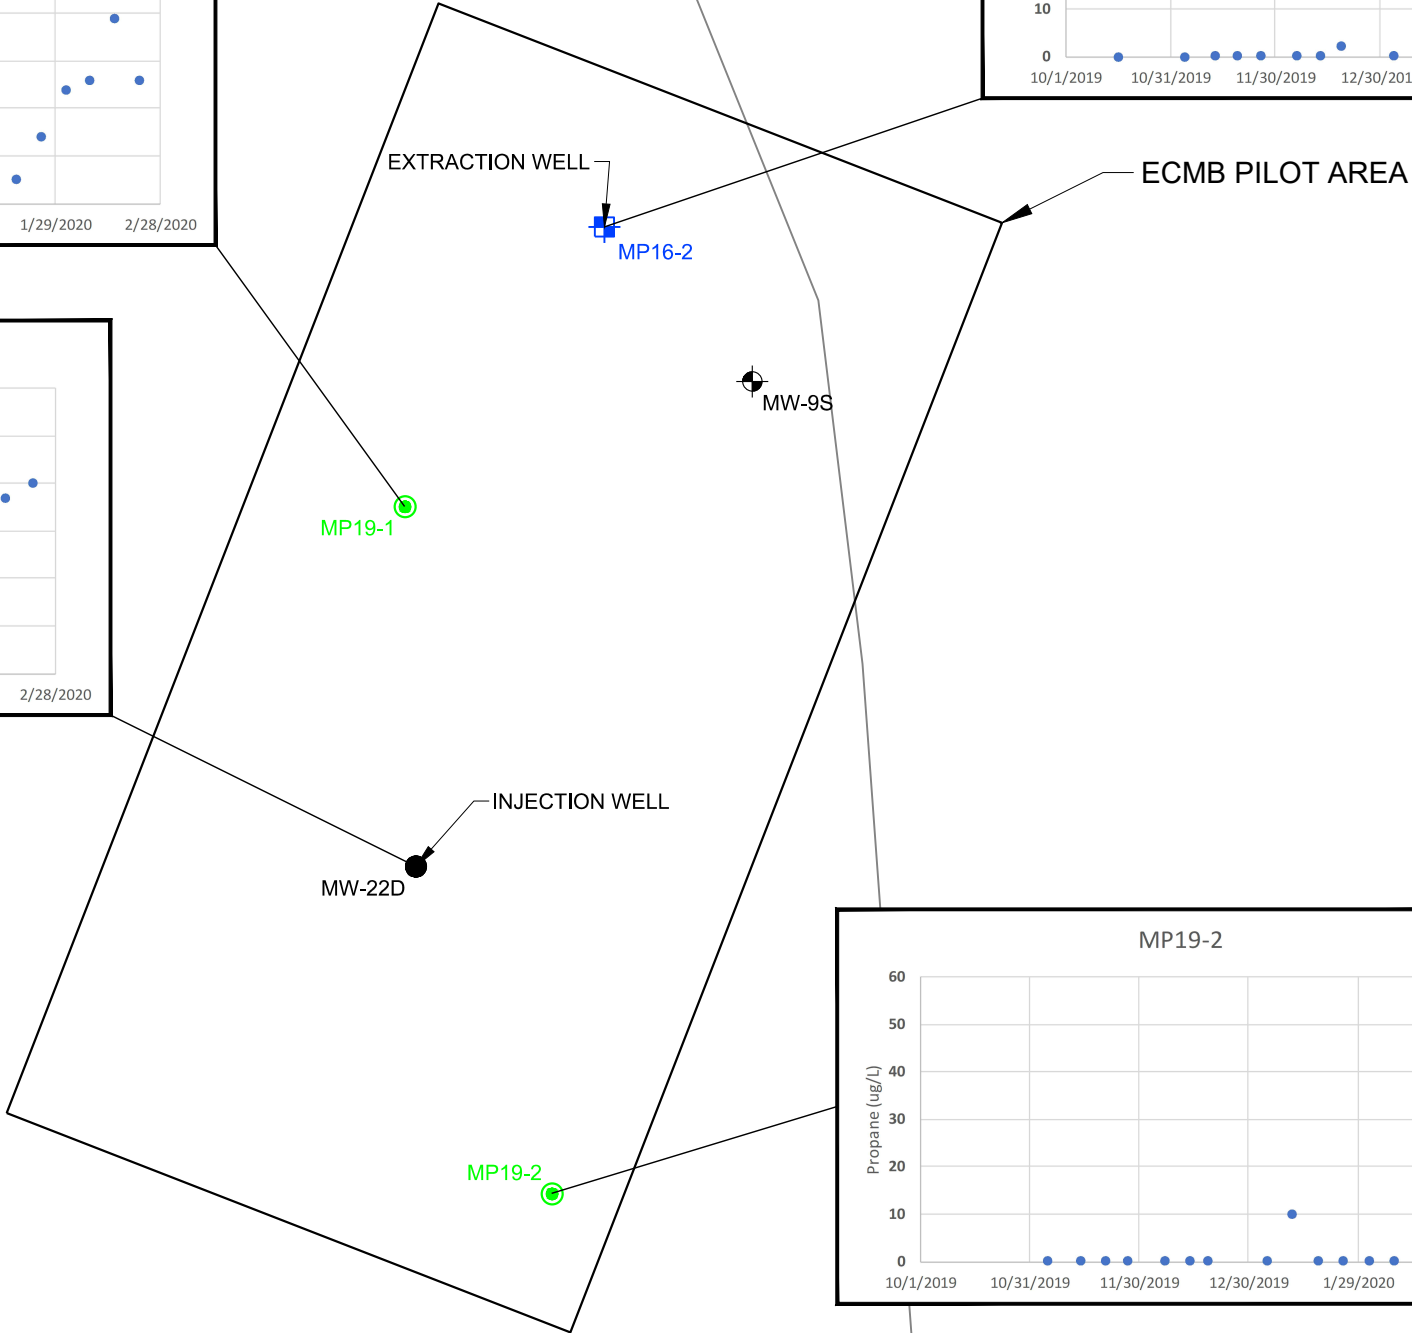 10
0
10/1/2019 10/31/2019 11/30/2019
EXTRACTION WELL
ECMB PILOT AREA
1/29/2020 2/28/2020
MP16-2
MW-9S
MP19-1
2/28/2020
INJECTION WELL
MW-22D
MP19-2
60
50
40
30
20
10
0
Propane (ug/L)
10/1/2019 10/31/2019 11/30/2019 12/30/2019 1/29/2020
MP19-2